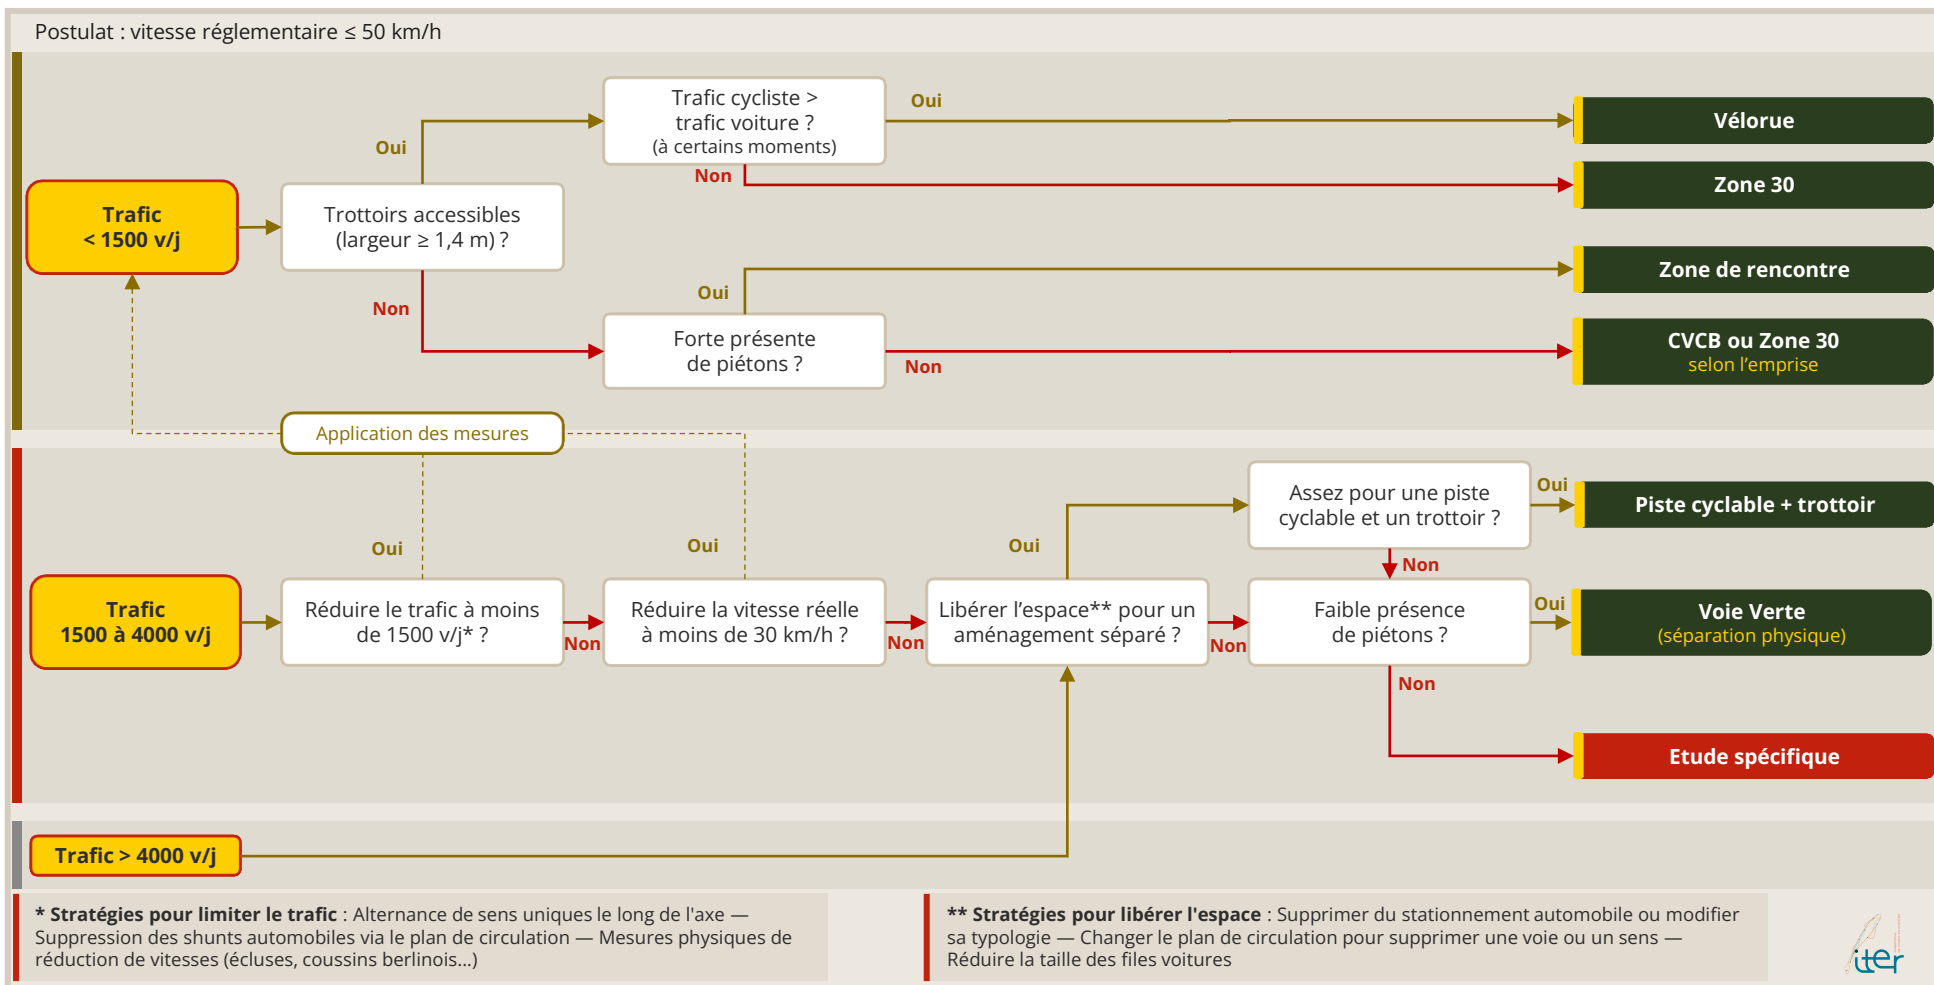 Postulat : vitesse réglementaire ≤ 50 km/h
Trafic
< 1500 v/j
Trottoirs accessibles
(largeur ≥ 1,4 m) ?
Oui
Non
Trafic cycliste >
trafic voiture ?
(à certains moments)
Oui
Non
Forte présente
de piétons ?
Oui
Non
Vélorue
Zone 30
Zone de rencontre
CVCB ou Zone 30
selon l’emprise
Application des mesures
Trafic
1500 à 4000 v/j
Réduire le trafic à moins
de 1500 v/j* ?
Oui
Non
Réduire la vitesse réelle
à moins de 30 km/h ?
Oui
Non
Libérer l’espace** pour un
aménagement séparé ?
Oui
Non
Assez pour une piste
cyclable et un trottoir ?
Oui
Non
Faible présence
de piétons ?
Oui
Non
Piste cyclable + trottoir
Voie Verte
(séparation physique)
Etude spécifique
Trafic > 4000 v/j
* Stratégies pour limiter le trafic : Alternance de sens uniques le long de l'axe —
Suppression des shunts automobiles via le plan de circulation — Mesures physiques de
réduction de vitesses (écluses, coussins berlinois...)
** Stratégies pour libérer l'espace : Supprimer du stationnement automobile ou modifier
sa typologie — Changer le plan de circulation pour supprimer une voie ou un sens —
Réduire la taille des files voitures
iter